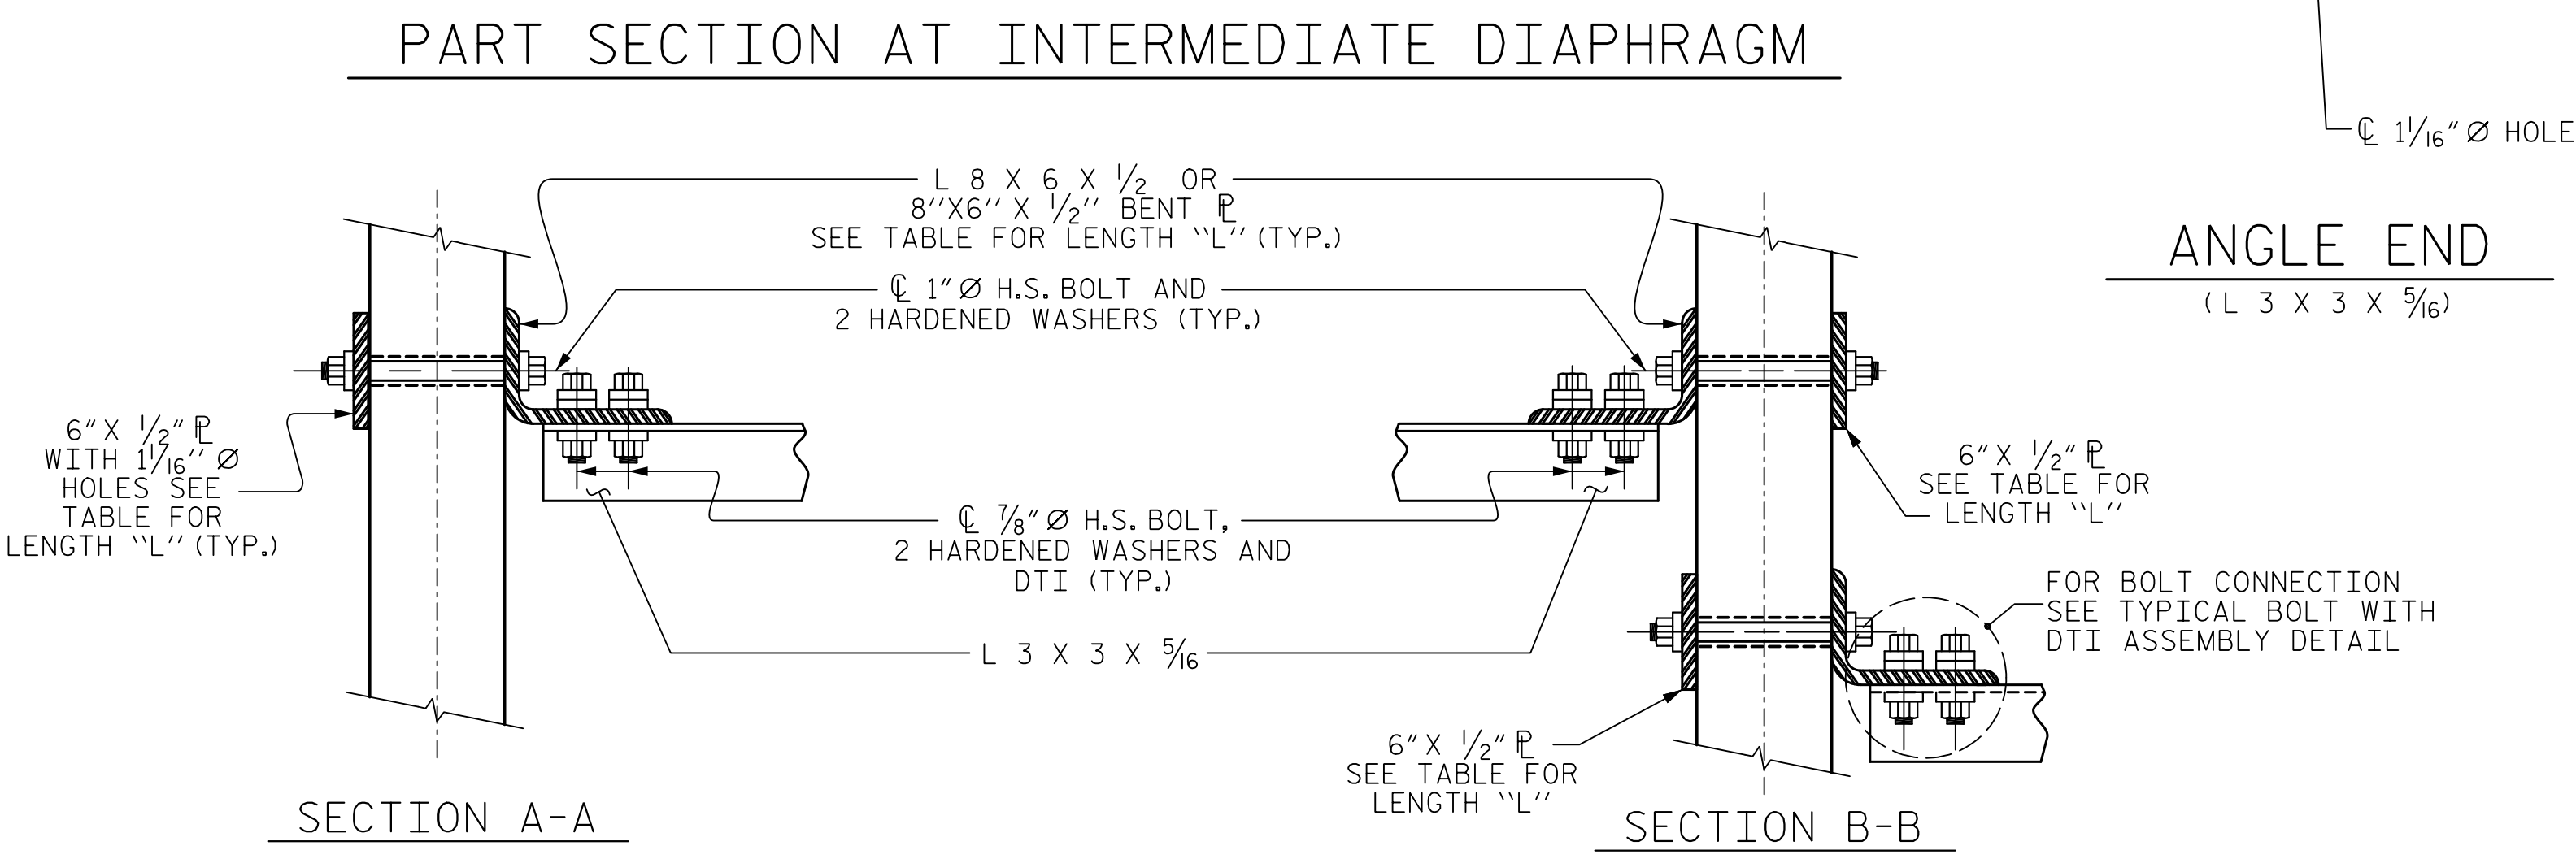 PART SECTION AT INTERMEDIATE DIAPHRAGM
℄ 1 1/16" Ø HOLE
L 8 X 6 X 1/2 OR
8"X6" X 1/2" BENT ⅊
SEE TABLE FOR LENGTH "L" (TYP.)
℄ 1" Ø H.S. BOLT AND
2 HARDENED WASHERS (TYP.)
ANGLE END
(L 3 X 3 X 5/16)
6" X 1/2" ⅊
WITH 1 1/16" Ø
HOLES SEE
TABLE FOR
LENGTH "L" (TYP.)
℄ 7/8" Ø H.S. BOLT,
2 HARDENED WASHERS AND
DTI (TYP.)
L 3 X 3 X 5/16
6" X 1/2" ⅊
SEE TABLE FOR
LENGTH "L"
FOR BOLT CONNECTION
SEE TYPICAL BOLT WITH
DTI ASSEMBLY DETAIL
6" X 1/2" ⅊
SEE TABLE FOR
LENGTH "L"
SECTION A-A
SECTION B-B